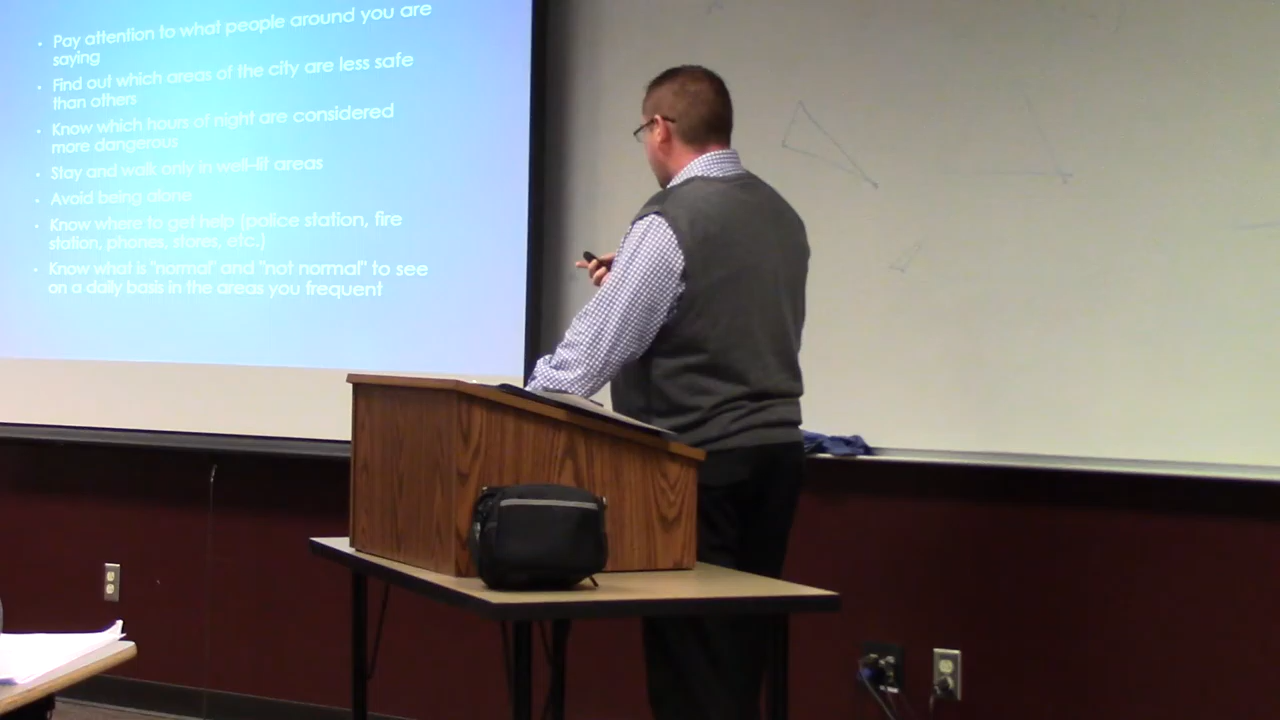 • Pay attention to what people around you are
saying
• Find out which areas of the city are less safe
than others
• Know which hours of night are considered
more dangerous
• Stay and walk only in well-lit areas
• Avoid being alone
• Know where to get help (police station, fire
station, phones, stores, etc.)
• Know what is "normal" and "not normal" to see
on a daily basis in the areas you frequent